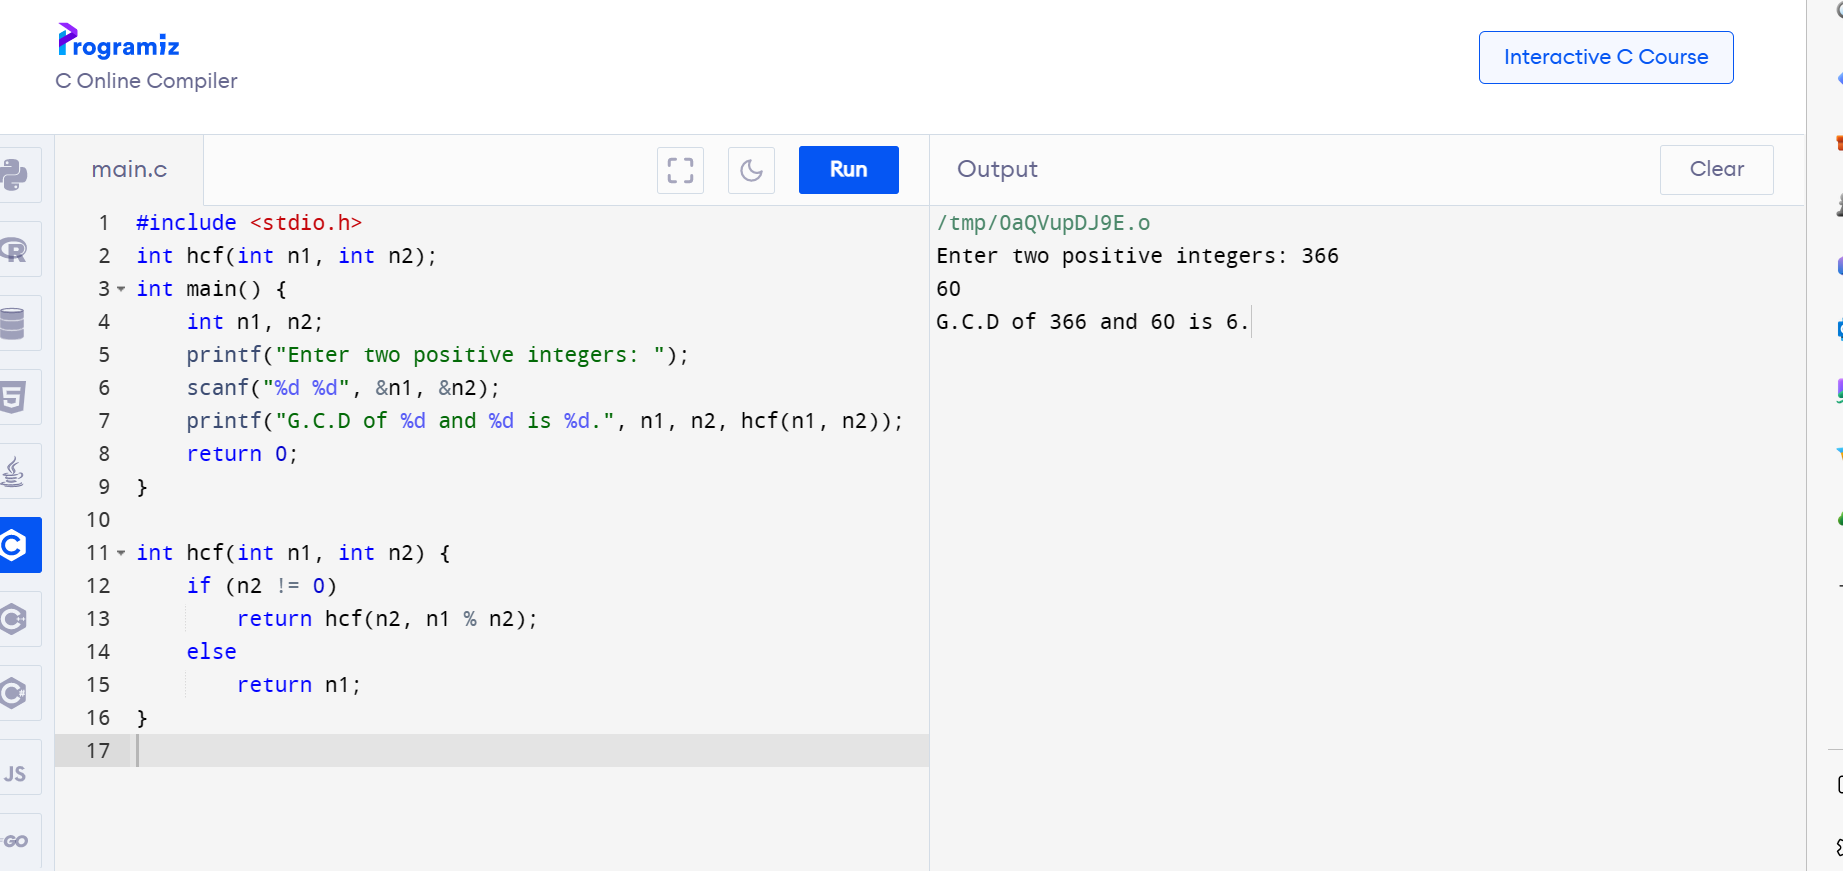 Programiz
C Online Compiler
Interactive C Course
main.c
Run
Output
Clear
1 #include <stdio.h>
2 int hcf(int n1, int n2);
3 int main() {
4     int n1, n2;
5     printf("Enter two positive integers: ");
6     scanf("%d %d", &n1, &n2);
7     printf("G.C.D of %d and %d is %d.", n1, n2, hcf(n1, n2));
8     return 0;
9 }
10
11 int hcf(int n1, int n2) {
12     if (n2 != 0)
13         return hcf(n2, n1 % n2);
14     else
15         return n1;
16 }
17
/tmp/OaQVupDJ9E.o
Enter two positive integers: 366
60
G.C.D of 366 and 60 is 6.
R
5
C
C++
C#
JS
GO